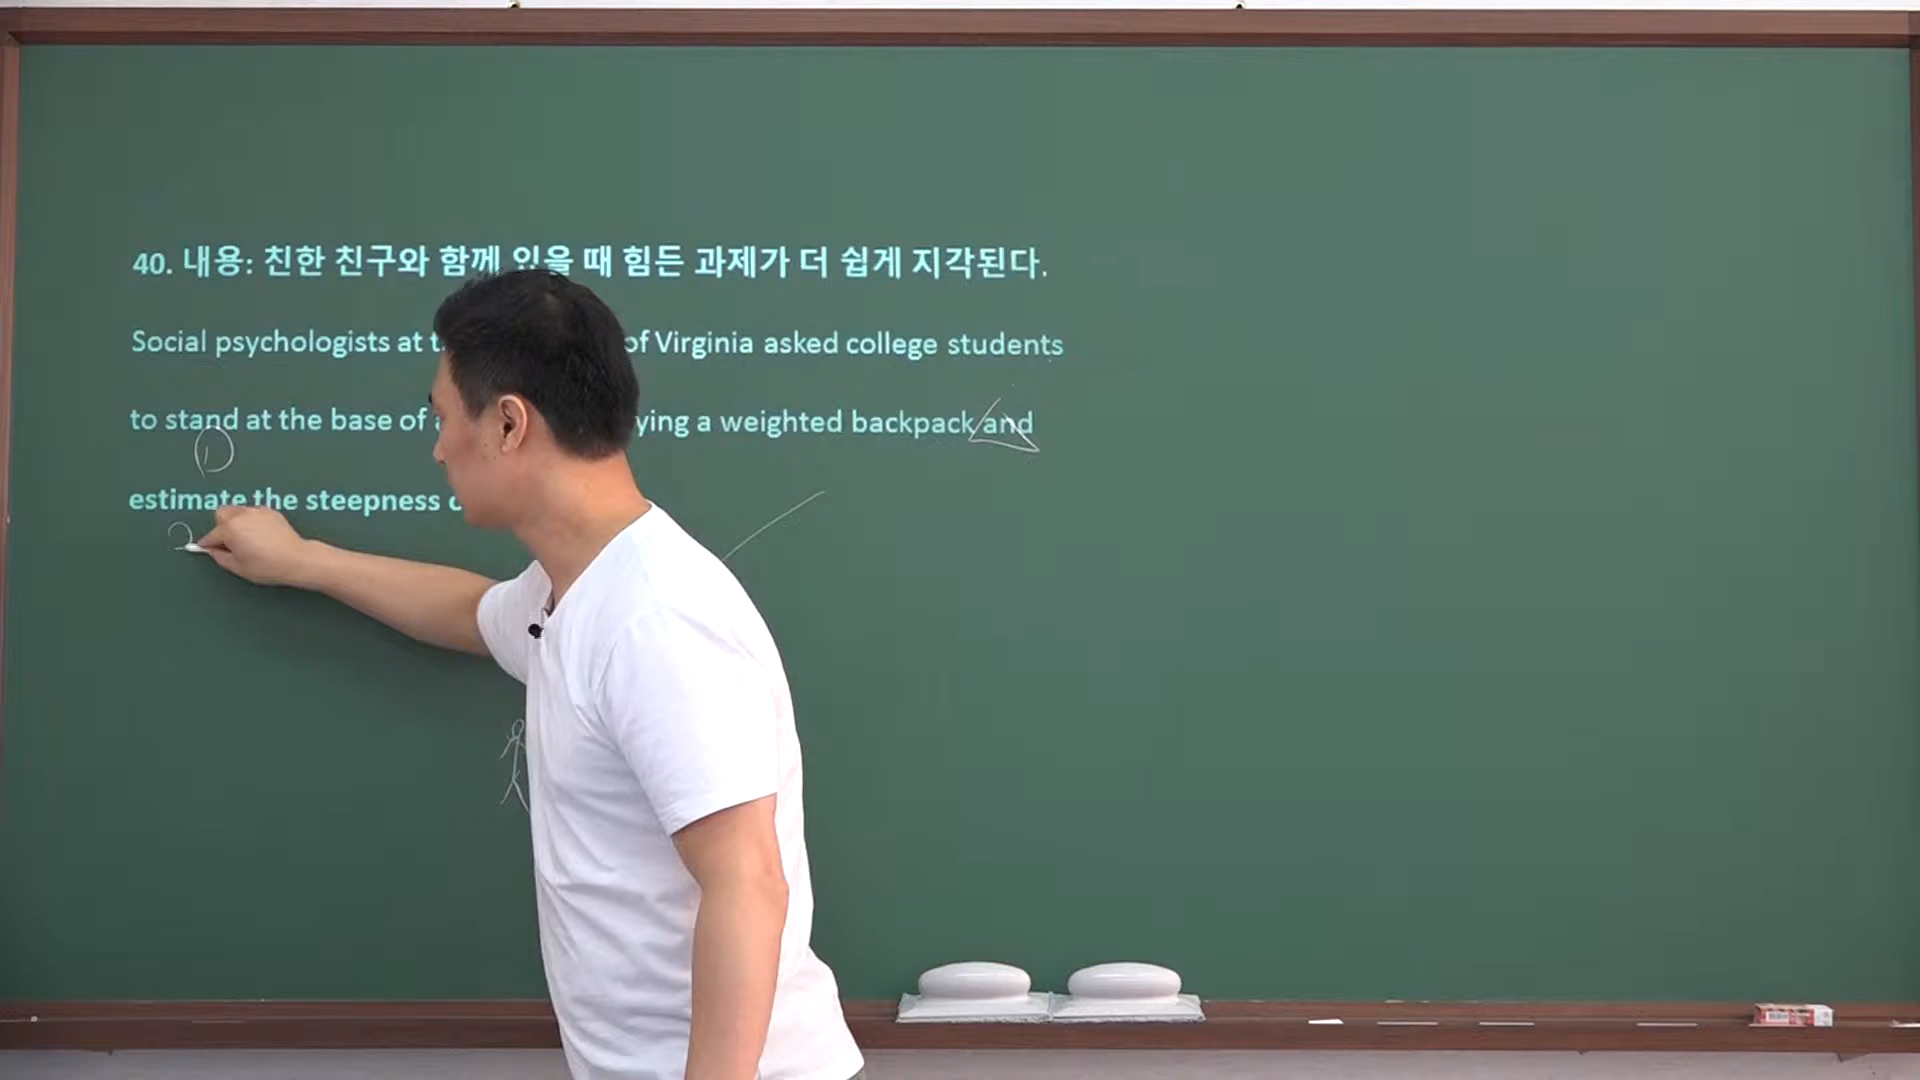 40. 내용: 친한 친구와 함께 있을 때 힘든 과제가 더 쉽게 지각된다.
Social psychologists at of Virginia asked college students
to stand at the base of a weighted backpack and
①
estimate the steepness
2